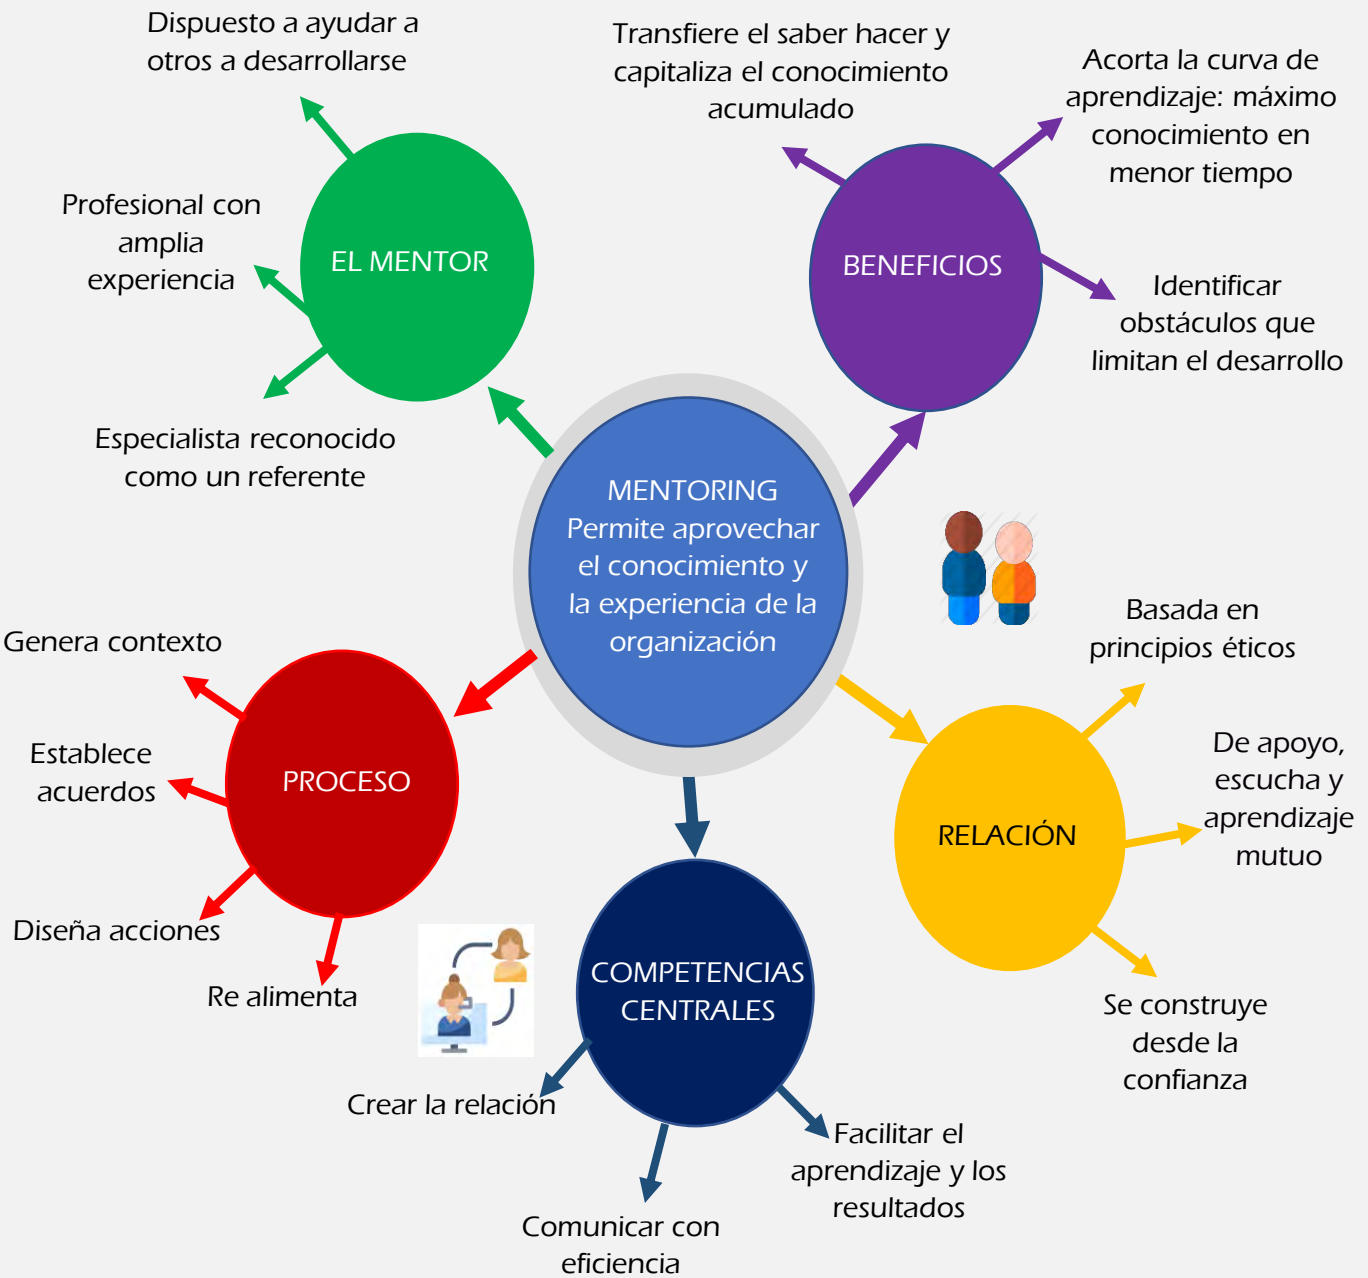 Dispuesto a ayudar a
otros a desarrollarse
Profesional con
amplia
experiencia
Especialista reconocido
como un referente
EL MENTOR
Transfiere el saber hacer y
capitaliza el conocimiento
acumulado
Acorta la curva de
aprendizaje: máximo
conocimiento en
menor tiempo
Identificar
obstáculos que
limitan el desarrollo
BENEFICIOS
MENTORING
Permite aprovechar
el conocimiento y
la experiencia de la
organización
Genera contexto
Establece
acuerdos
Diseña acciones
Re alimenta
PROCESO
Basada en
principios éticos
De apoyo,
escucha y
aprendizaje
mutuo
Se construye
desde la
confianza
RELACIÓN
COMPETENCIAS
CENTRALES
Crear la relación
Comunicar con
eficiencia
Facilitar el
aprendizaje y los
resultados